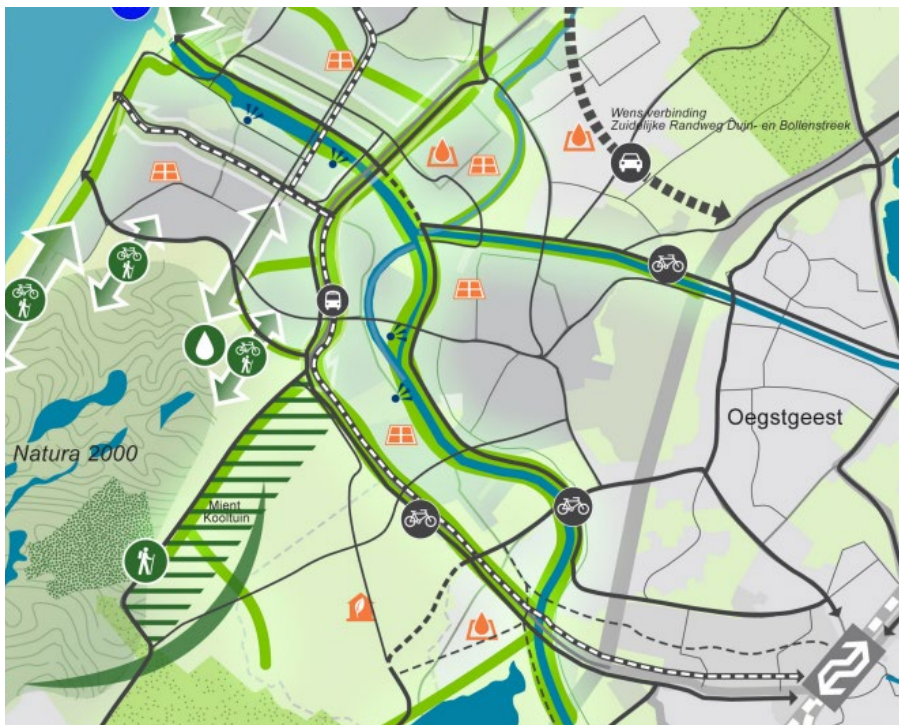 Wens verbinding
Zuidelijke Randweg Duin- en Bollenstreek
Oegstgeest
Natura 2000
Mient
Kooltuin